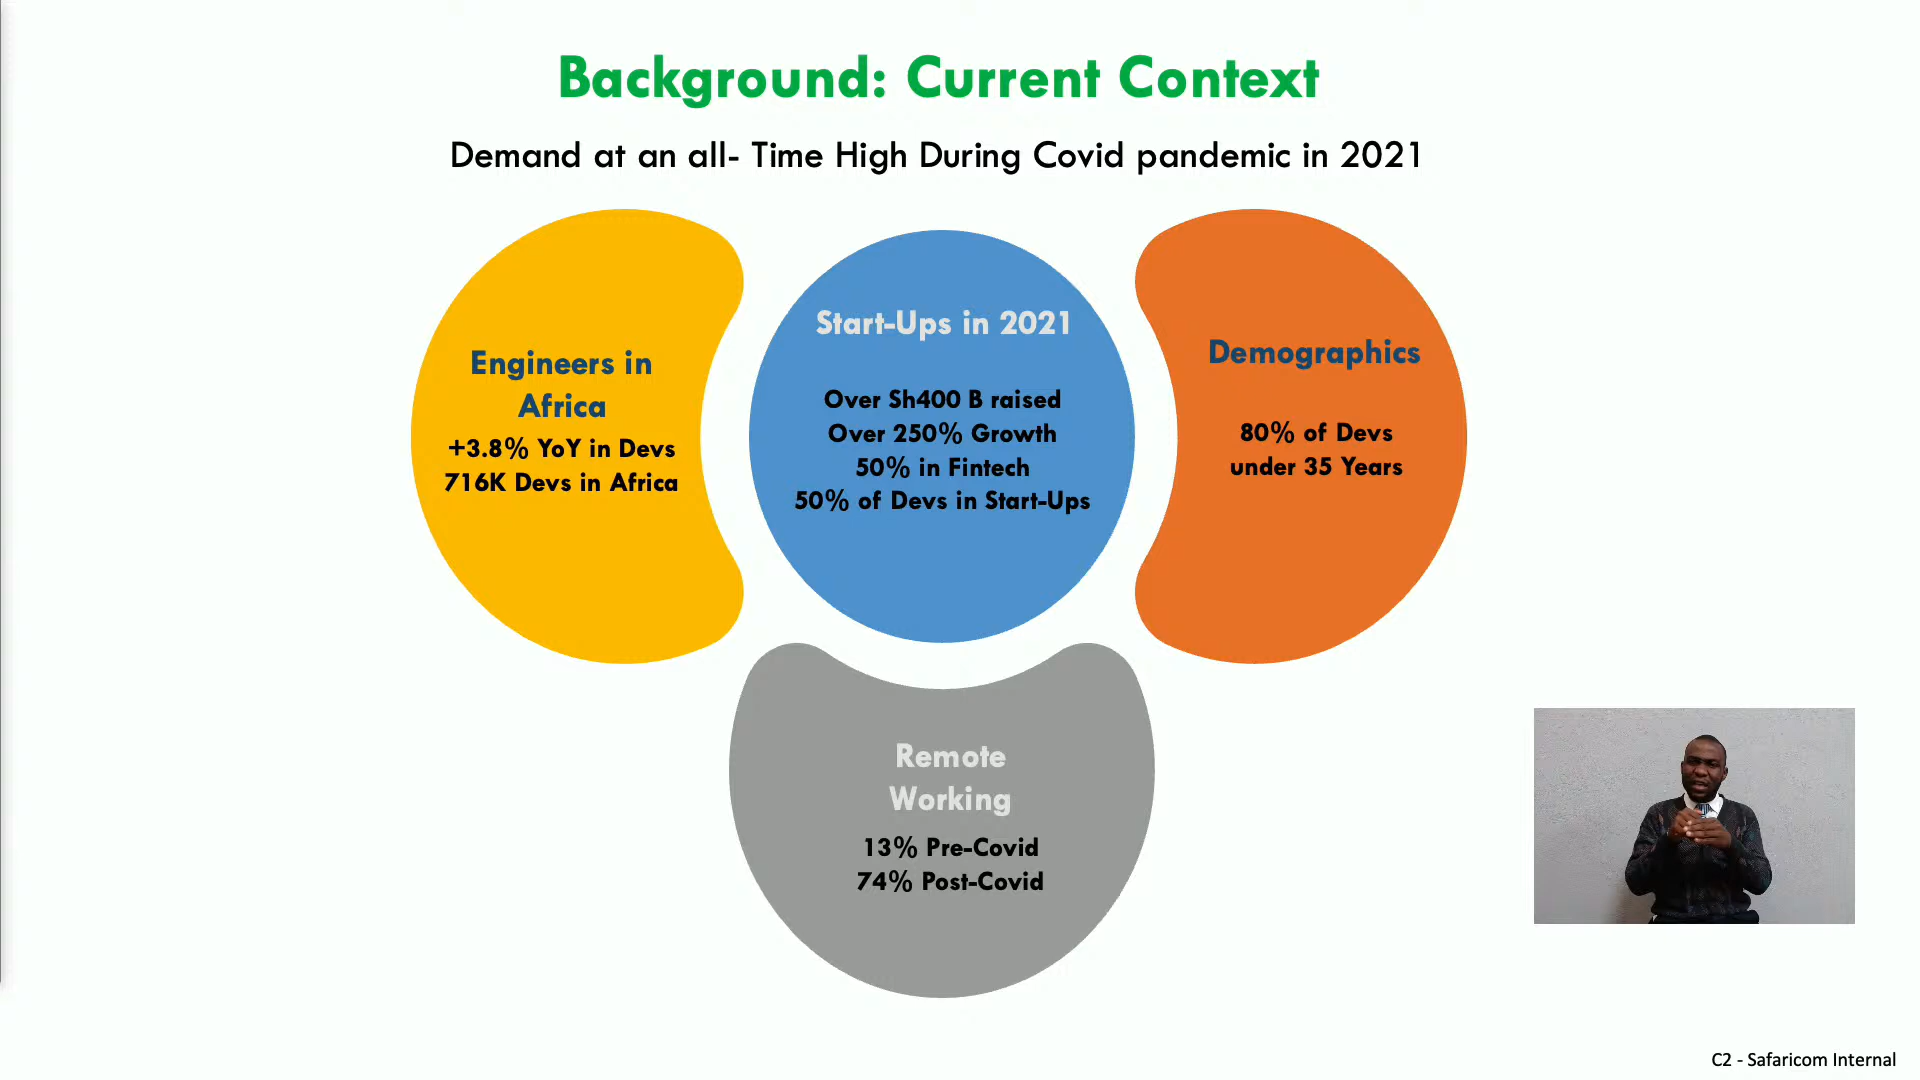 Background: Current Context
Demand at an all- Time High During Covid pandemic in 2021
Engineers in
Africa
+3.8% YoY in Devs
716K Devs in Africa
Start-Ups in 2021
Over Sh400 B raised
Over 250% Growth
50% in Fintech
50% of Devs in Start-Ups
Demographics
80% of Devs
under 35 Years
Remote
Working
13% Pre-Covid
74% Post-Covid
C2 - Safaricom Internal